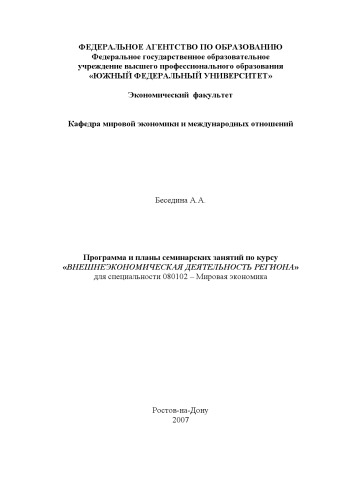 ФЕДЕРАЛЬНОЕ АГЕНТСТВО ПО ОБРАЗОВАНИЮ
Федеральное государственное образовательное
учреждение высшего профессионального образования
«ЮЖНЫЙ ФЕДЕРАЛЬНЫЙ УНИВЕРСИТЕТ»
Экономический факультет
Кафедра мировой экономики и международных отношений
Беседина А.А.
Программа и планы семинарских занятий по курсу
«ВНЕШНЕЭКОНОМИЧЕСКАЯ ДЕЯТЕЛЬНОСТЬ РЕГИОНА»
для специальности 080102 – Мировая экономика
Ростов-на-Дону
2007